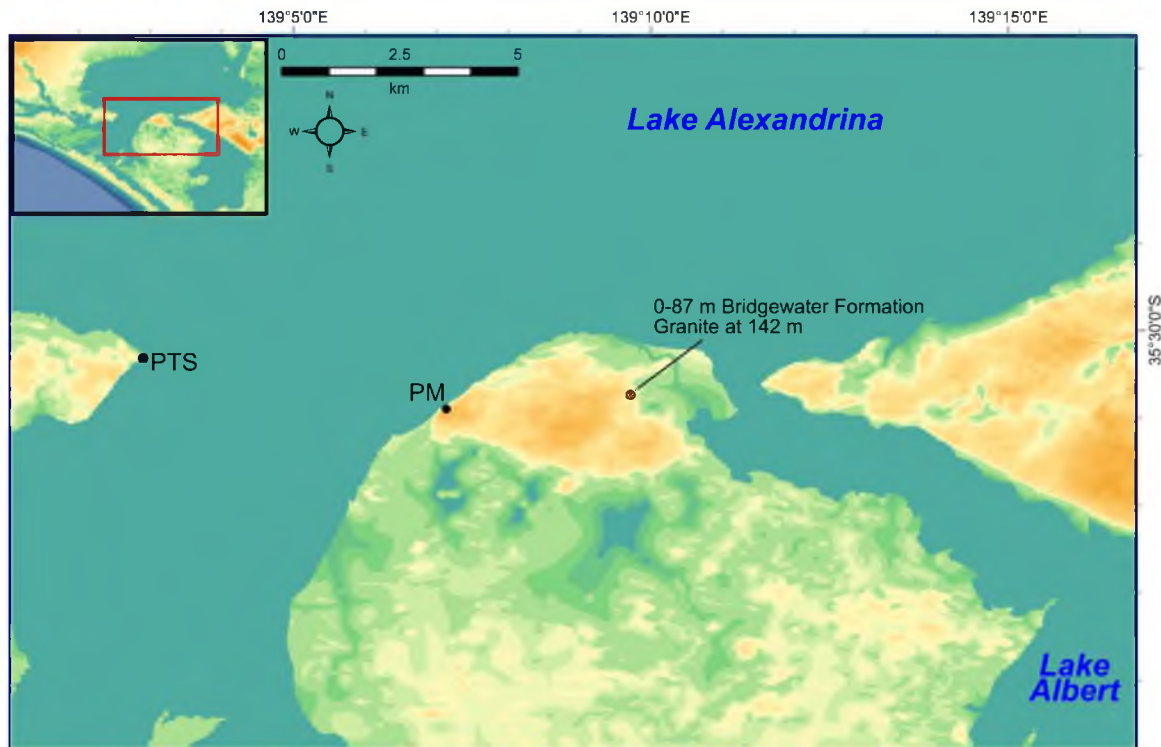 139°5'0"E
139°10'0"E
139°15'0"E
0
2.5
5
km
N
W
E
S
Lake Alexandrina
0-87 m Bridgewater Formation
Granite at 142 m
35°30'0"S
PTS
PM
Lake
Albert